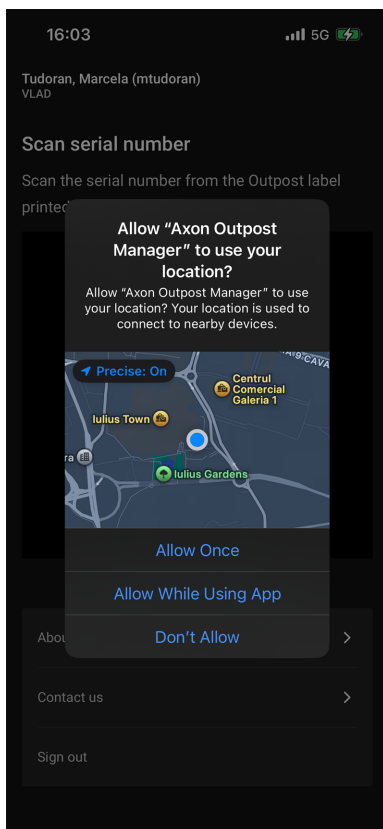 16:03
5G
Tudoran, Marcela (mtudoran)
VLAD
Scan serial number
Scan the serial number from the Outpost label
printed
Allow “Axon Outpost
Manager” to use your
location?
Allow “Axon Outpost Manager” to use
your location? Your location is used to
connect to nearby devices.
Precise: On
Centrul
Comercial
Galeria 1
Iulius Town
Iulius Gardens
Allow Once
Allow While Using App
Don’t Allow
Contact us
Sign out